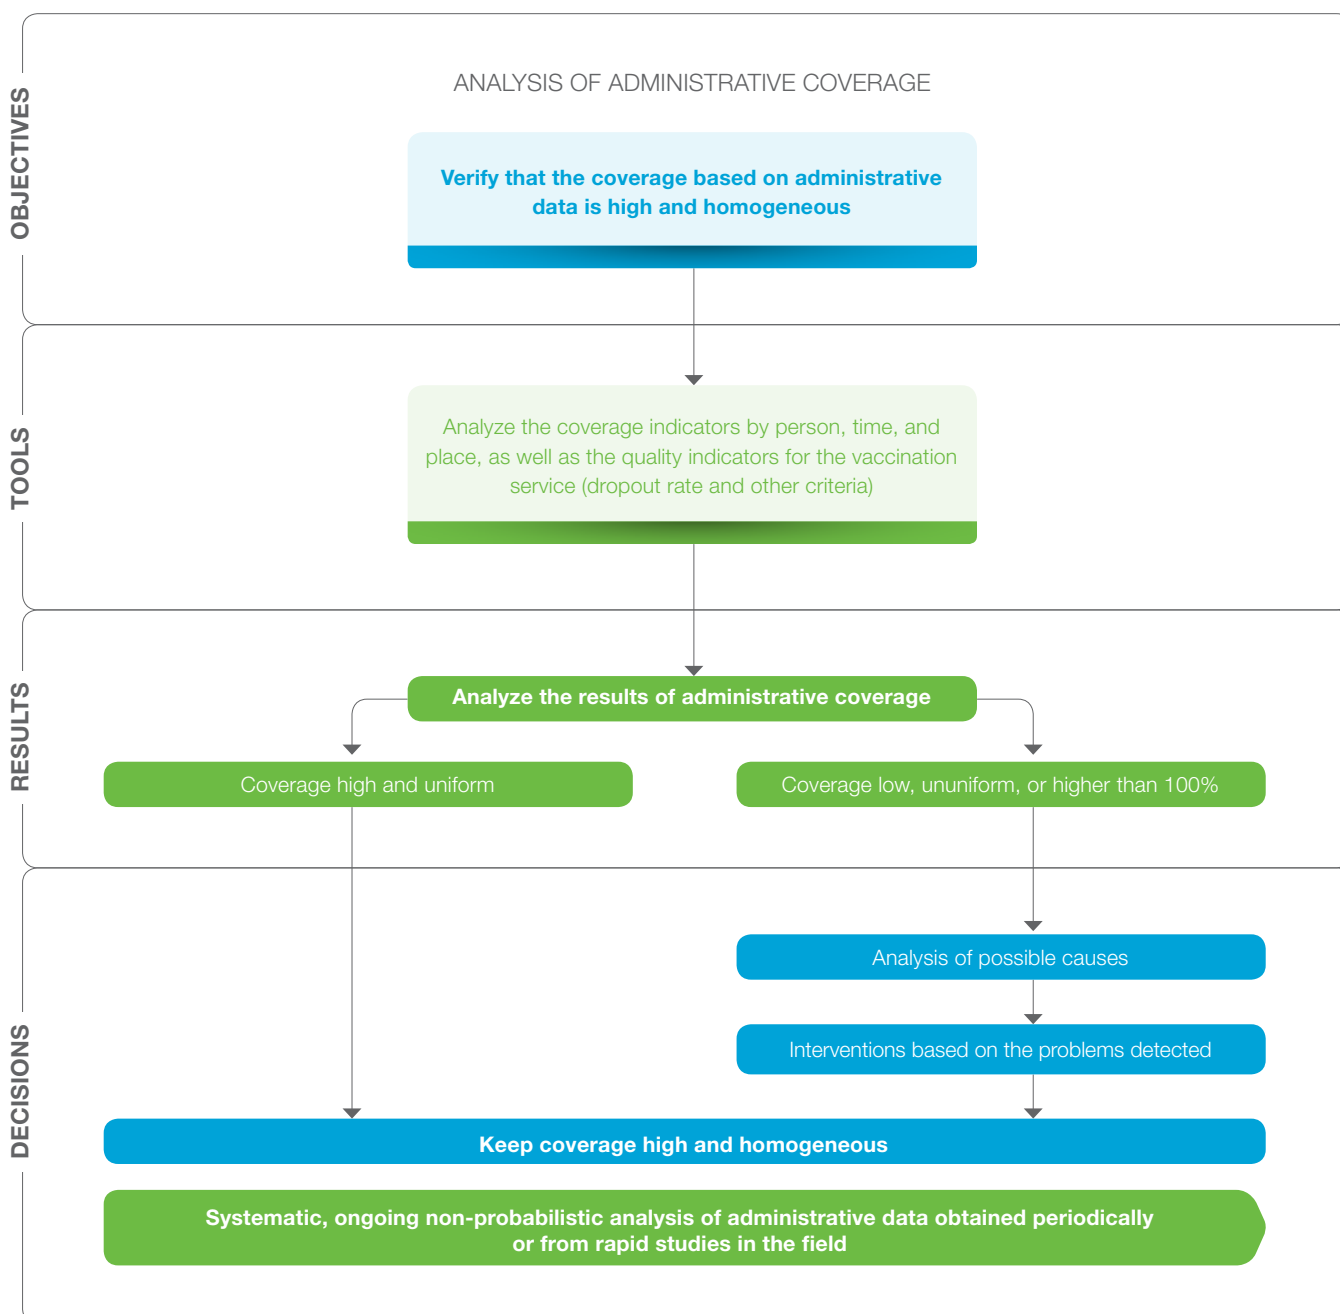 OBJECTIVES
ANALYSIS OF ADMINISTRATIVE COVERAGE
Verify that the coverage based on administrative
data is high and homogeneous
TOOLS
Analyze the coverage indicators by person, time, and
place, as well as the quality indicators for the vaccination
service (dropout rate and other criteria)
RESULTS
Analyze the results of administrative coverage
Coverage high and uniform
Coverage low, ununiform, or higher than 100%
DECISIONS
Analysis of possible causes
Interventions based on the problems detected
Keep coverage high and homogeneous
Systematic, ongoing non-probabilistic analysis of administrative data obtained periodically
or from rapid studies in the field